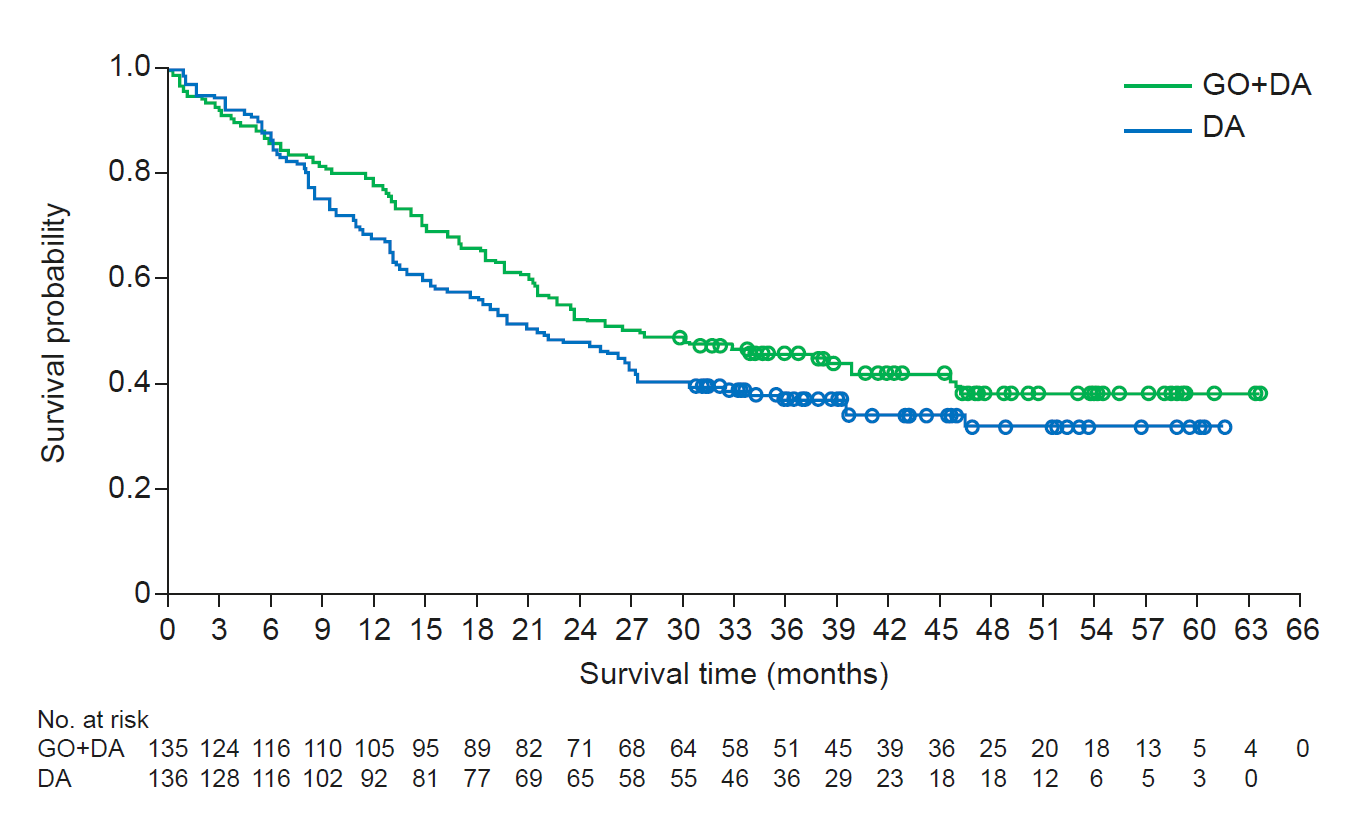 1.0
0.8
0.6
0.4
0.2
0
Survival probability
GO+DA
DA
0 3 6 9 12 15 18 21 24 27 30 33 36 39 42 45 48 51 54 57 60 63 66
Survival time (months)
No. at risk
GO+DA 135 124 116 110 105 95 89 82 71 68 64 58 51 45 39 36 25 20 18 13 5 4 0
DA 136 128 116 102 92 81 77 69 65 58 55 46 36 29 23 18 18 12 6 5 3 0